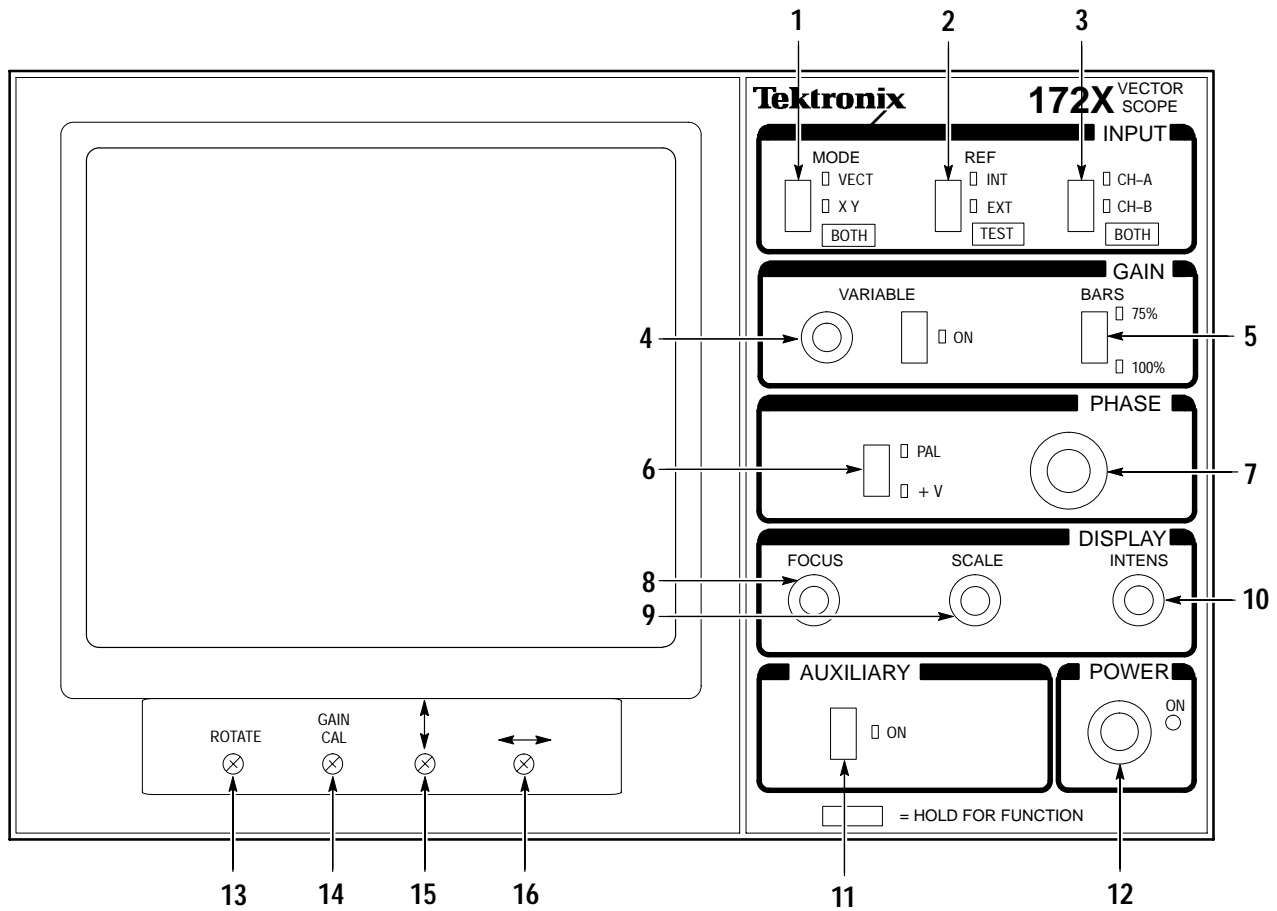 1 2 3
Tektronix 172X VECTOR
SCOPE
INPUT
MODE REF
VECT INT CH–A
X Y EXT CH–B
BOTH TEST BOTH
GAIN
VARIABLE BARS
75%
4 ON 5
100%
PHASE
PAL
6 7
+ V
DISPLAY
FOCUS SCALE INTENS
8
9 10
AUXILIARY POWER
ON
ROTATE GAIN
CAL
ON
= HOLD FOR FUNCTION
13 14 15 16 11 12